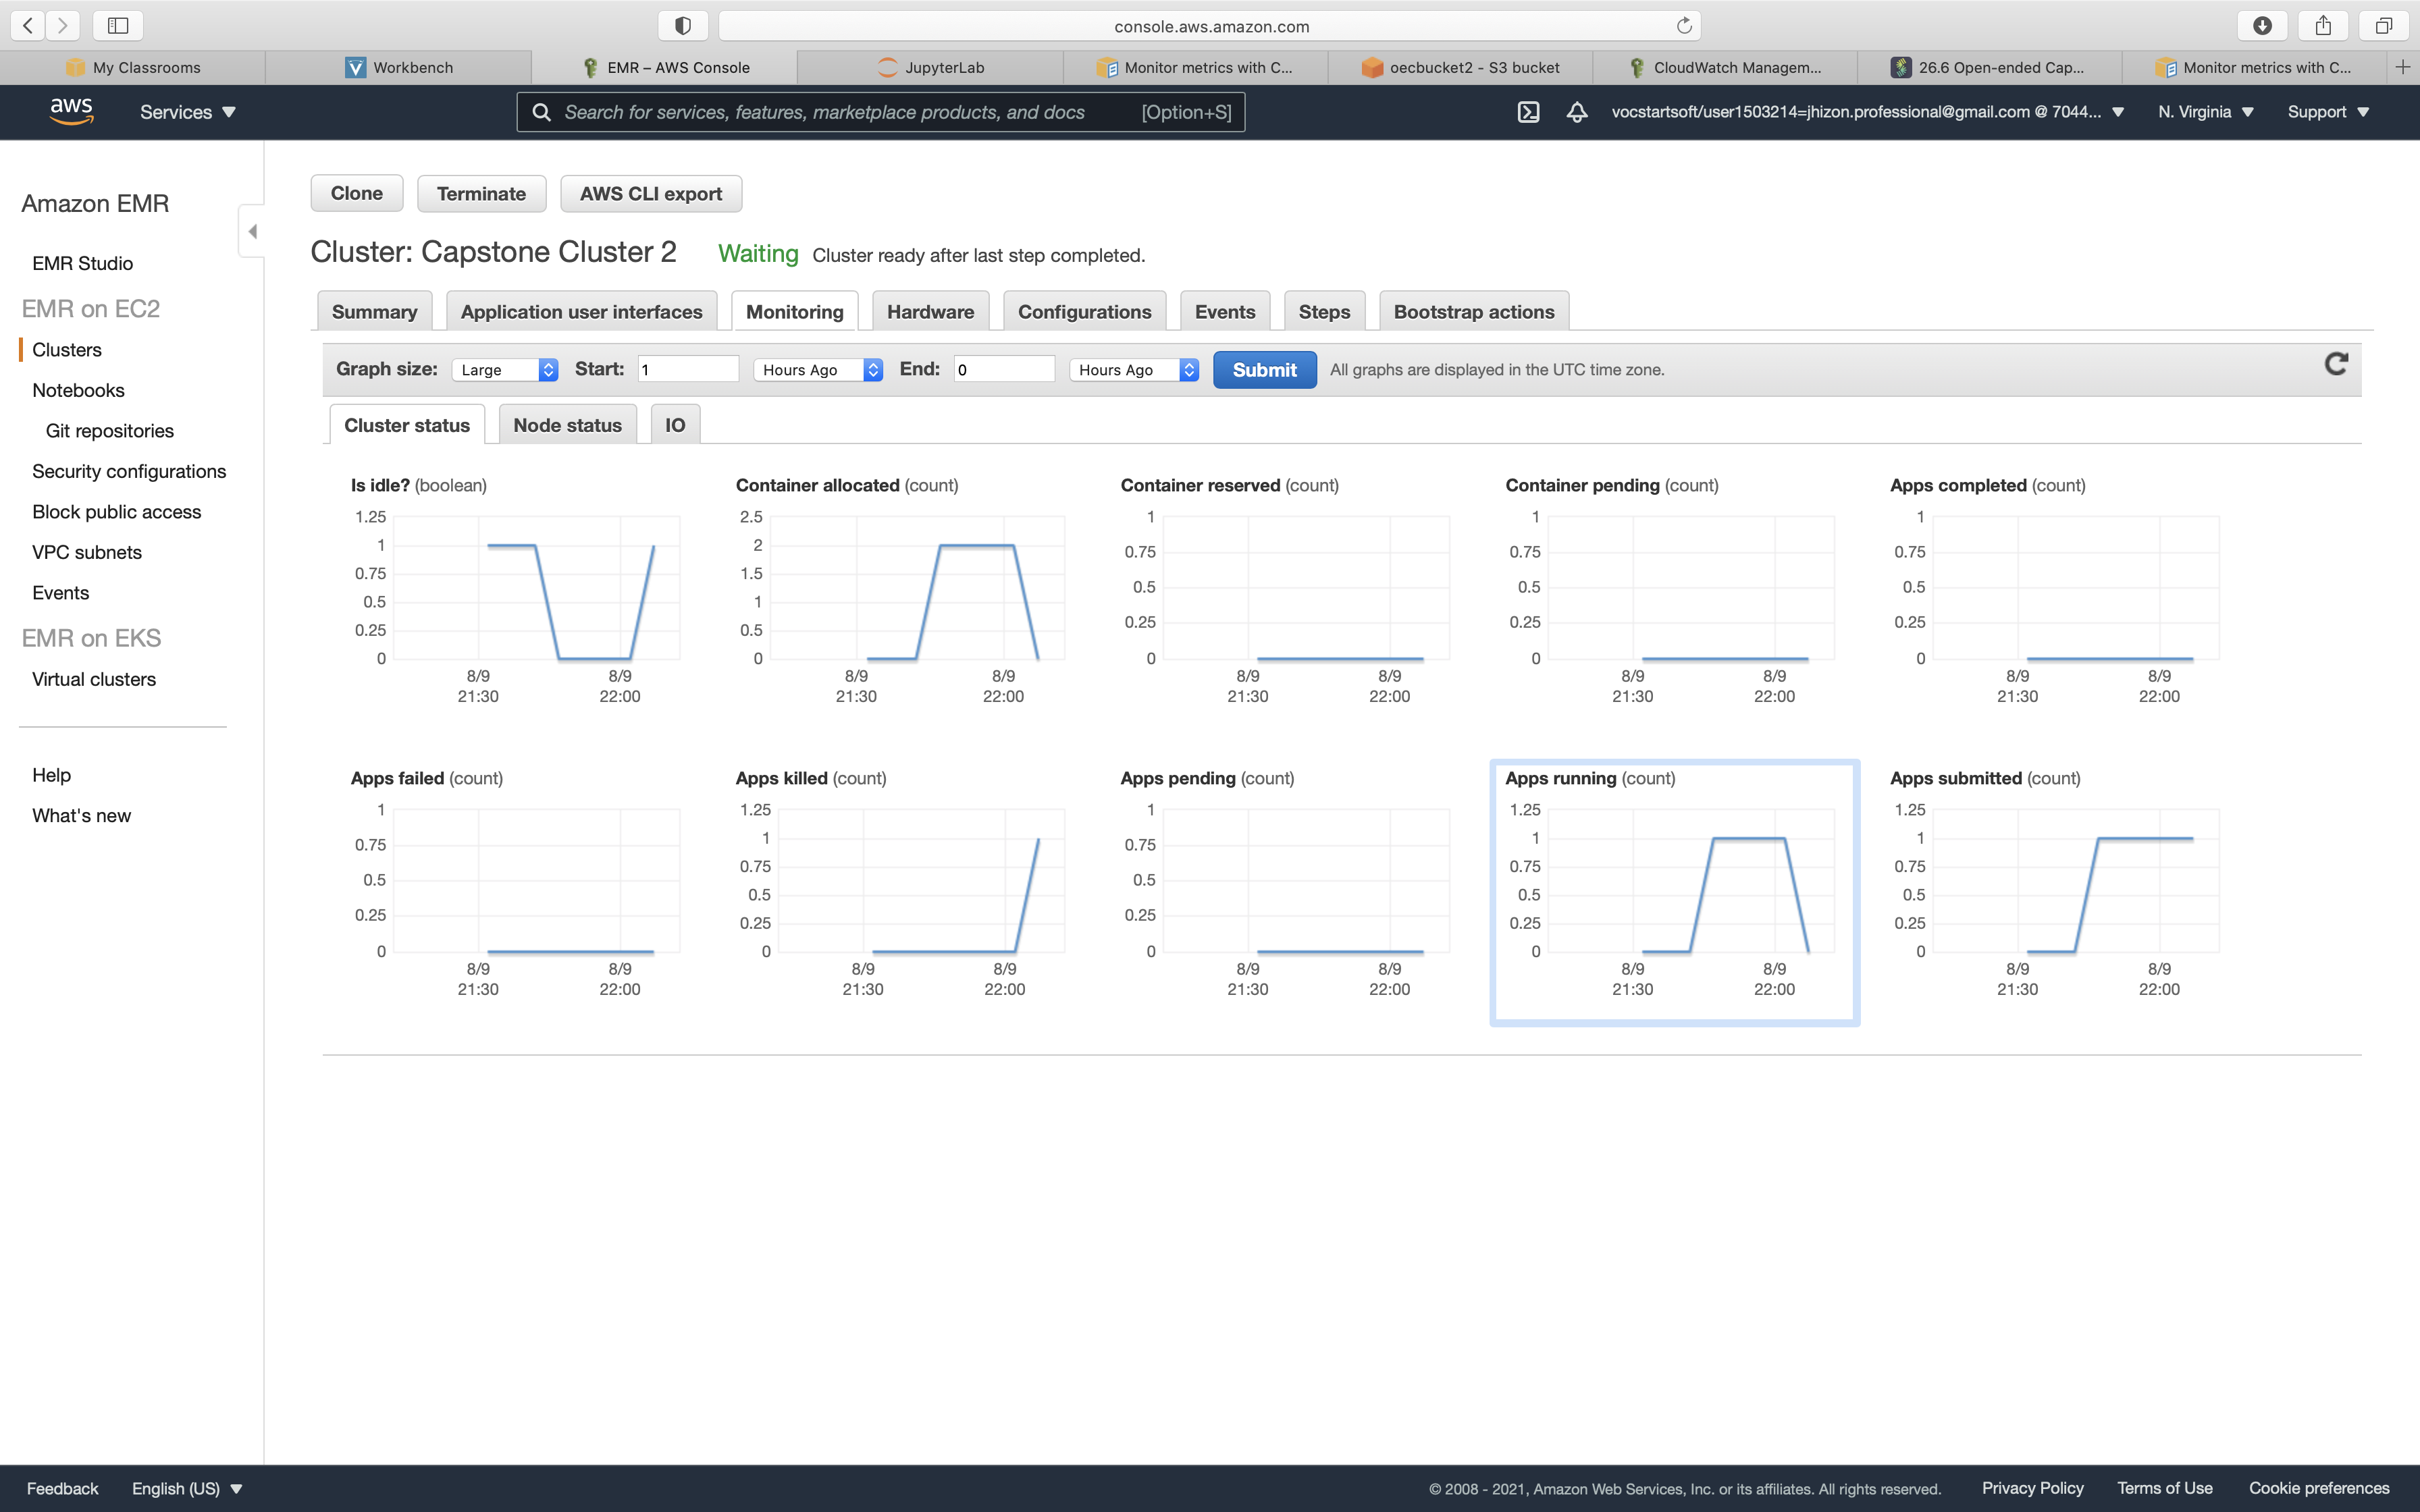 console.aws.amazon.com
My Classrooms
Workbench
EMR – AWS Console
JupyterLab
Monitor metrics with C...
oecbucket2 - S3 bucket
CloudWatch Managem...
26.6 Open-ended Cap...
Monitor metrics with C...
aws
Services
Search for services, features, marketplace products, and docs
[Option+S]
vocstartsoft/user1503214=jhizon.professional@gmail.com @ 7044...
N. Virginia
Support
Amazon EMR
EMR Studio
EMR on EC2
Clusters
Notebooks
Git repositories
Security configurations
Block public access
VPC subnets
Events
EMR on EKS
Virtual clusters
Help
What's new
Clone
Terminate
AWS CLI export
Cluster: Capstone Cluster 2
Waiting
Cluster ready after last step completed.
Summary
Application user interfaces
Monitoring
Hardware
Configurations
Events
Steps
Bootstrap actions
Graph size: Large Start: 1 Hours Ago End: 0 Hours Ago Submit All graphs are displayed in the UTC time zone.
Cluster status
Node status
IO
Is idle? (boolean)
1.25
1
0.75
0.5
0.25
0
8/9 8/9
21:30 22:00
Container allocated (count)
2.5
2
1.5
1
0.5
0
8/9 8/9
21:30 22:00
Container reserved (count)
1
0.75
0.5
0.25
0
8/9 8/9
21:30 22:00
Container pending (count)
1
0.75
0.5
0.25
0
8/9 8/9
21:30 22:00
Apps completed (count)
1
0.75
0.5
0.25
0
8/9 8/9
21:30 22:00
Apps failed (count)
1
0.75
0.5
0.25
0
8/9 8/9
21:30 22:00
Apps killed (count)
1.25
1
0.75
0.5
0.25
0
8/9 8/9
21:30 22:00
Apps pending (count)
1
0.75
0.5
0.25
0
8/9 8/9
21:30 22:00
Apps running (count)
1.25
1
0.75
0.5
0.25
0
8/9 8/9
21:30 22:00
Apps submitted (count)
1.25
1
0.75
0.5
0.25
0
8/9 8/9
21:30 22:00
Feedback
English (US)
© 2008 - 2021, Amazon Web Services, Inc. or its affiliates. All rights reserved.
Privacy Policy
Terms of Use
Cookie preferences